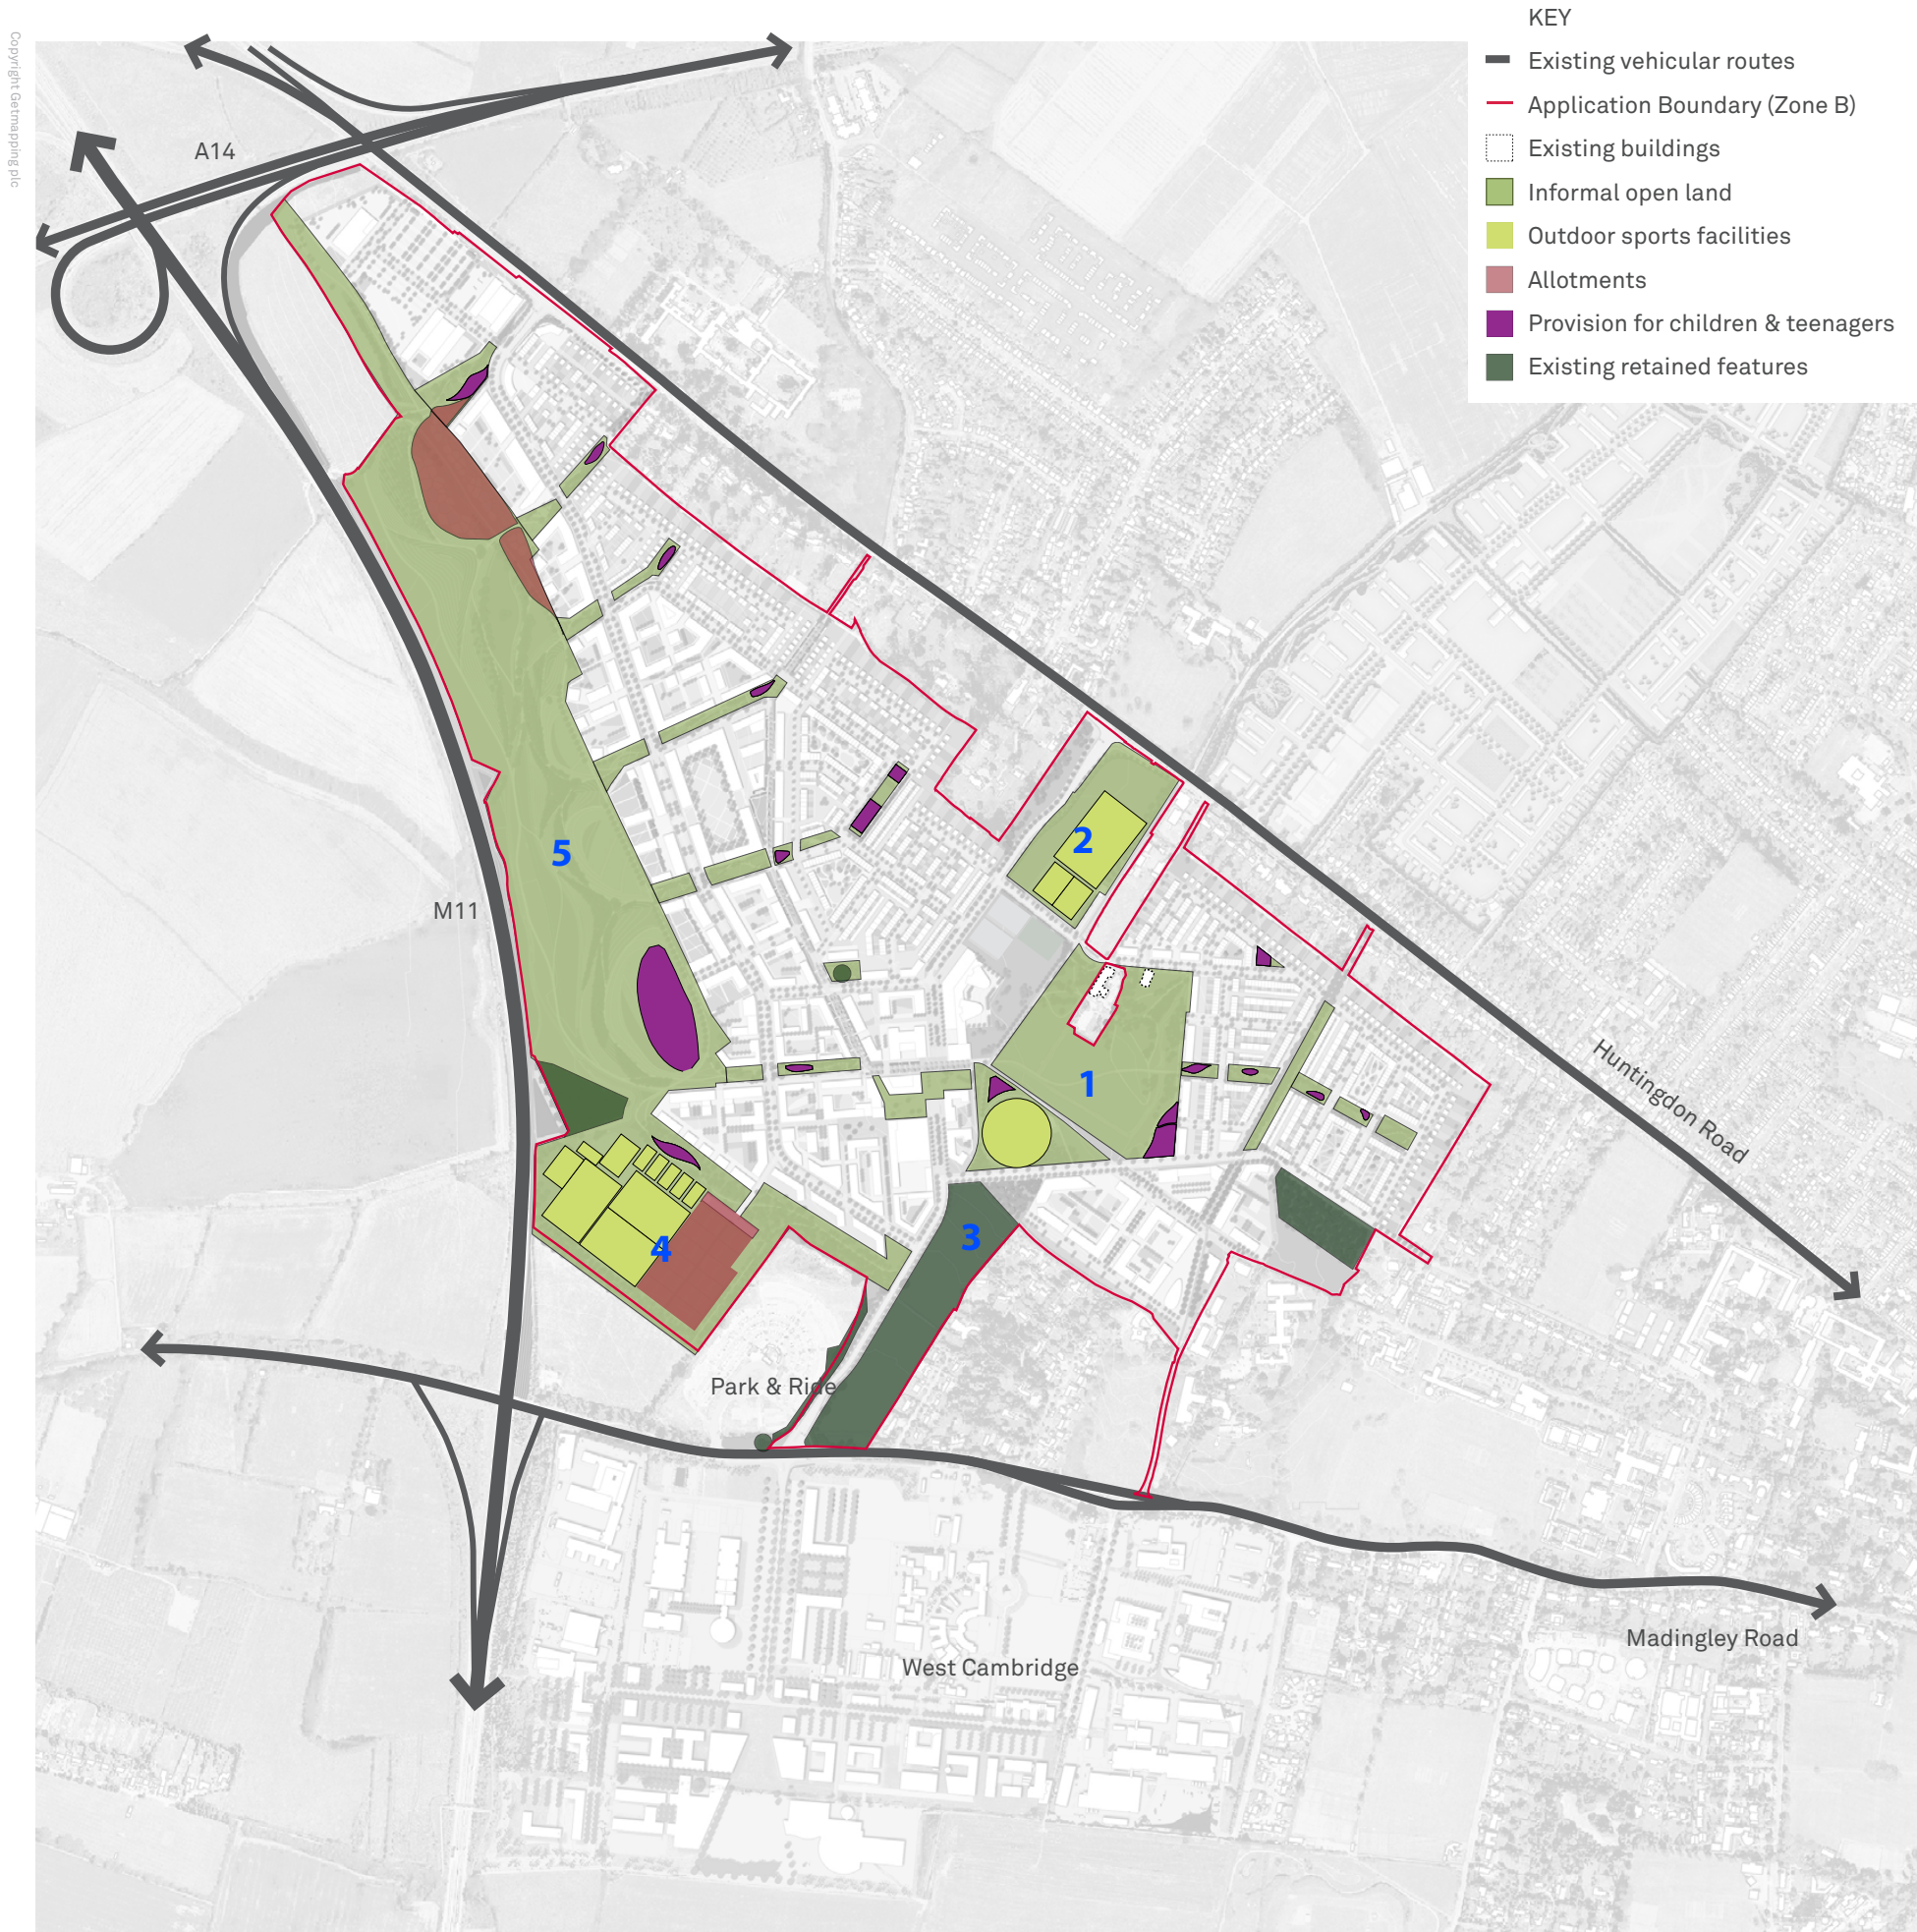 Copyright Getmapping plc
KEY
Existing vehicular routes
Application Boundary (Zone B)
Existing buildings
Informal open land
Outdoor sports facilities
Allotments
Provision for children & teenagers
Existing retained features
A14
2
5
M11
1
Huntingdon Road
3
4
Park & Ride
Madingley Road
West Cambridge